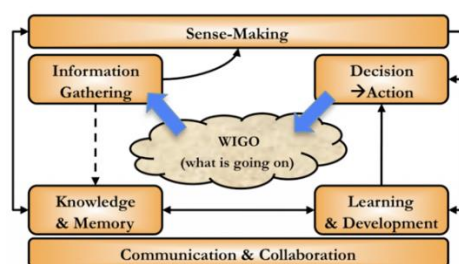 Sense-Making
Information
Gathering
Decision
→Action
WIGO
(what is going on)
Knowledge
& Memory
Learning
& Development
Communication & Collaboration